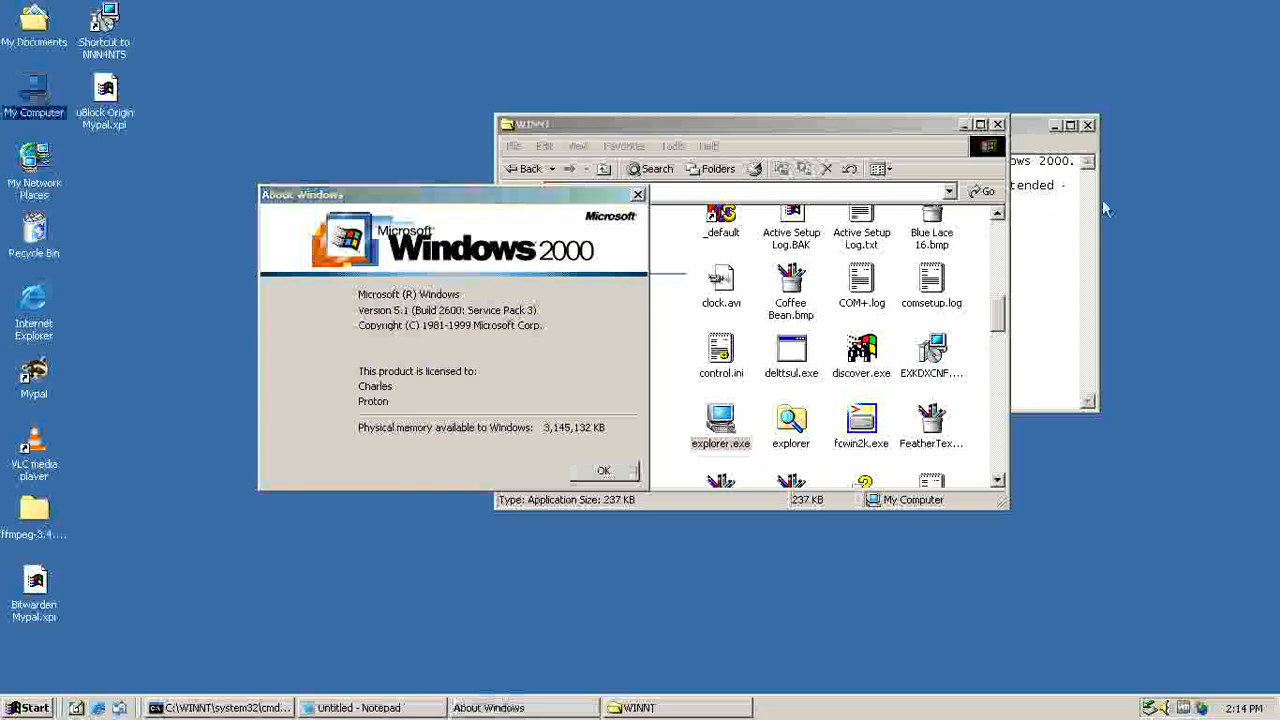 My Documents
Shortcut to
NNN4NT5
My Computer
uBlock Origin
Mypal.xpi
My Network
Places
Recycle Bin
Internet
Explorer
Mypal
VLC media
player
ffmpeg-3.4....
Bitwarden
Mypal.xpi
WINNT
File Edit View Favorites Tools Help
Back Search Folders
Go
ows 2000.
tended -
_default
Active Setup
Log.BAK
Active Setup
Log.txt
Blue Lace
16.bmp
clock.avi
Coffee
Bean.bmp
COM+.log
comsetup.log
control.ini
delttsul.exe
discover.exe
EXKDXCNF....
explorer.exe
explorer
fcwin2k.exe
FeatherTex...
Type: Application Size: 237 KB
237 KB
My Computer
About Windows
Microsoft
Microsoft
Windows 2000
Microsoft (R) Windows
Version 5.1 (Build 2600: Service Pack 3)
Copyright (C) 1981-1999 Microsoft Corp.
This product is licensed to:
Charles
Proton
Physical memory available to Windows: 3,145,132 KB
OK
Start
C:\WINNT\system32\cmd...
Untitled - Notepad
About Windows
WINNT
2:14 PM